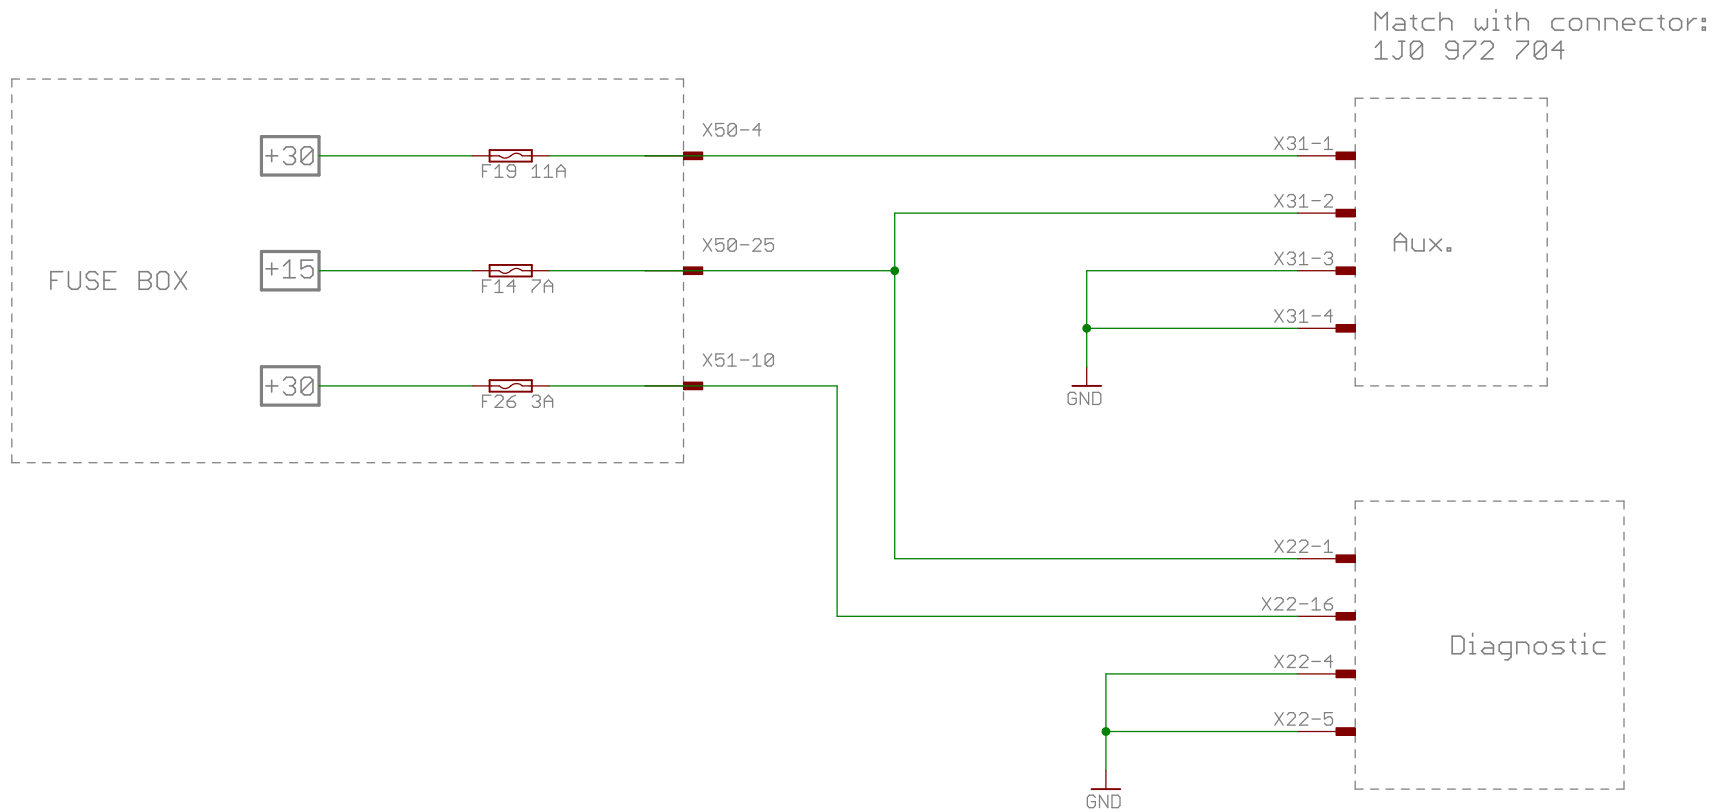 Match with connector:
1J0 972 704
X50-4
X31-1
+30
F19 11A
X31-2
X50-25
Aux.
X31-3
+15
FUSE BOX
F14 7A
X31-4
X51-10
+30
F26 3A
GND
X22-1
X22-16
Diagnostic
X22-4
X22-5
GND